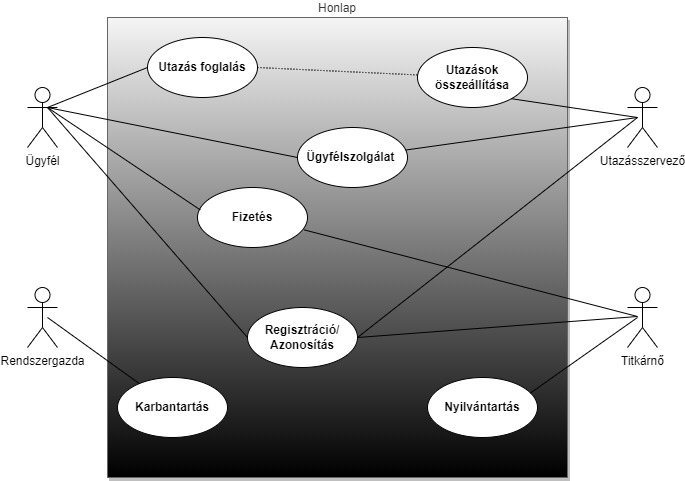 Honlap
Utazás foglalás
Utazások
összeállítása
Ügyfél
Ügyfélszolgálat
Utazásszervező
Fizetés
Regisztráció/
Azonosítás
Rendszergazda
Titkárnő
Karbantartás
Nyilvántartás